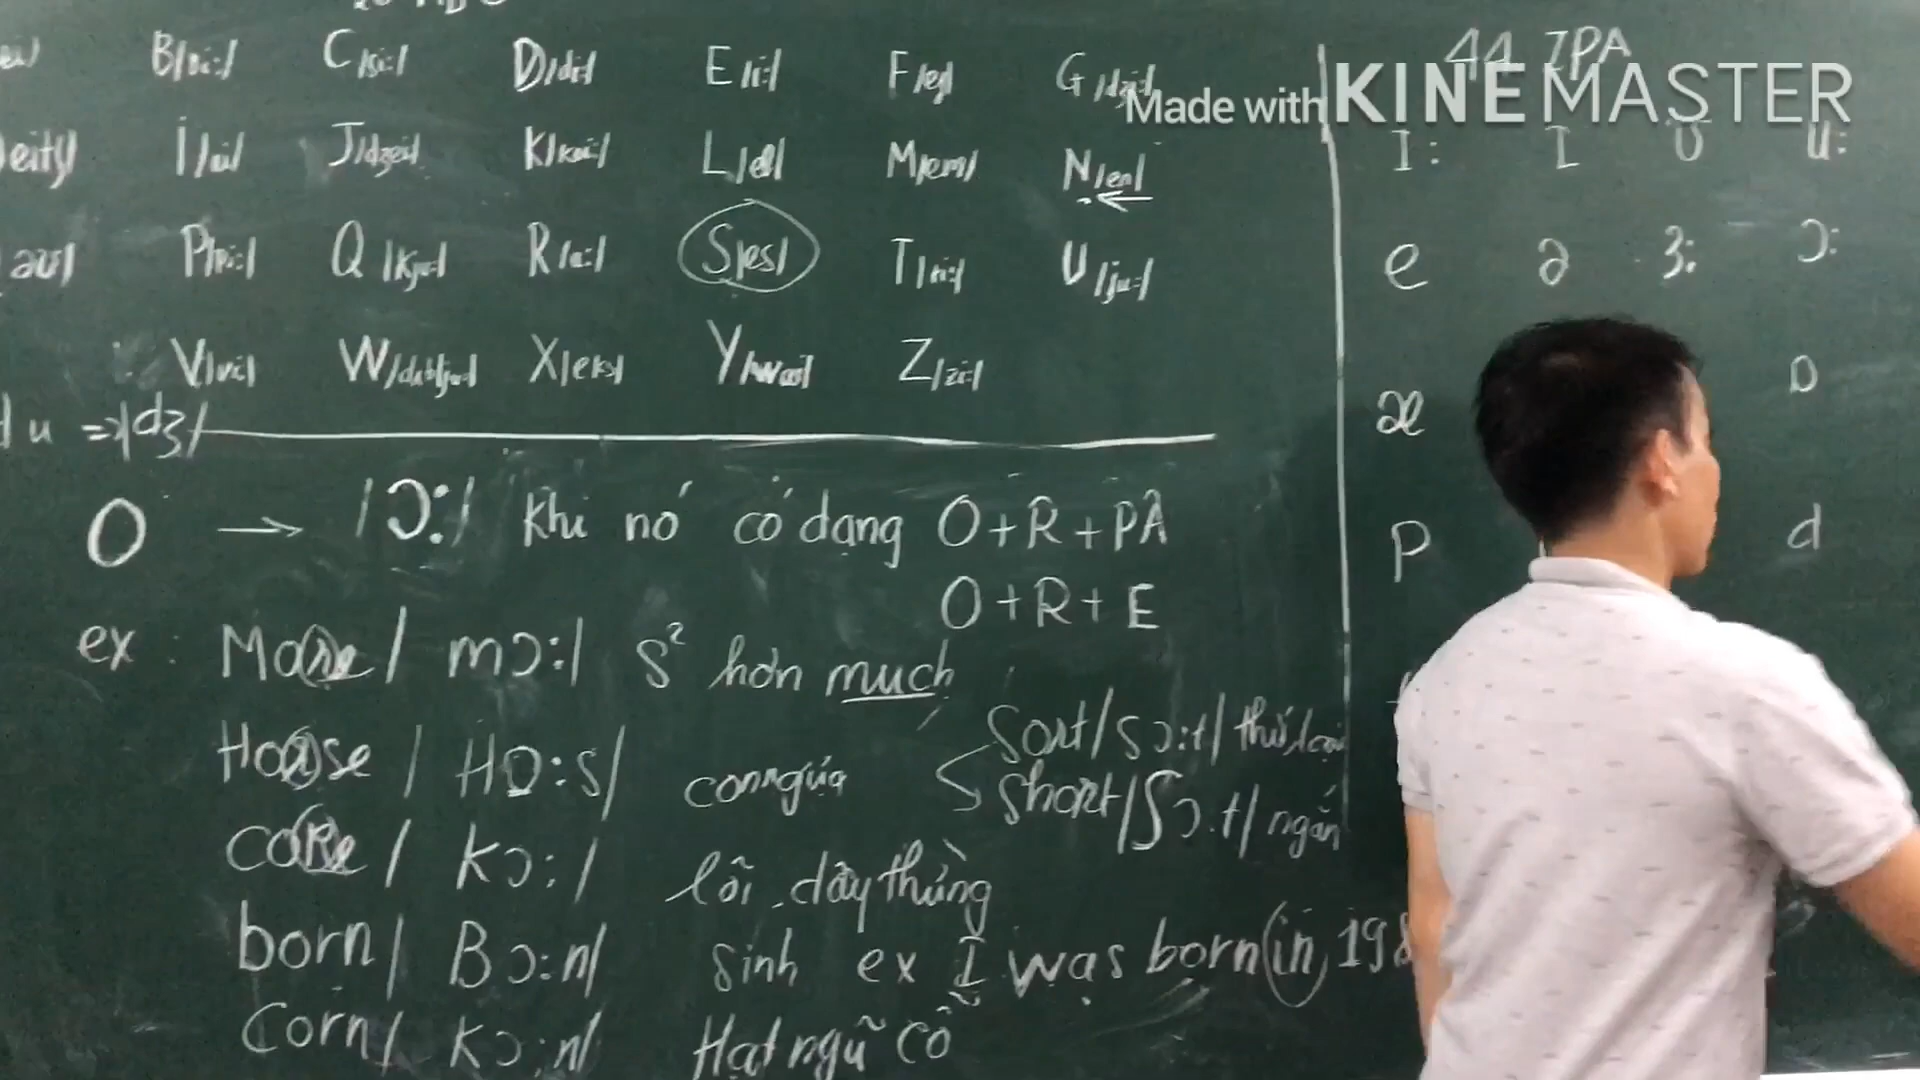 B/bi:/ C/si:/ D/di:/ E/i:/ F/ef/ G/dʒi:/
I/ai/ J/dʒei/ K/kei/ L/el/ M/em/ N/en/
P/pi:/ Q/kju:/ R/a:/ S/es/ T/ti:/ U/ju:/
V/vi:/ W/dʌblju:/ X/eks/ Y/wai/ Z/zi:/
u => /dʒ/
O → /ɔ:/ khi nó có dạng O+R+PÂ
O+R+E
ex: More / mɔ:/ S² hơn much
Horse / Hɔ:s/ con ngựa
Sort/sɔ:t/ thứ, loại
Short/ʃɔ:t/ ngắn
CORe / kɔ:/ lõi, dây thừng
born / Bɔ:n/ sinh ex I was born (in) 198
Corn / kɔ:n/ Hạt ngũ cố
44 IPA
Made with KINEMASTER
I: I ʊ u:
e ə ɜ: ɔ:
æ ɒ
p d